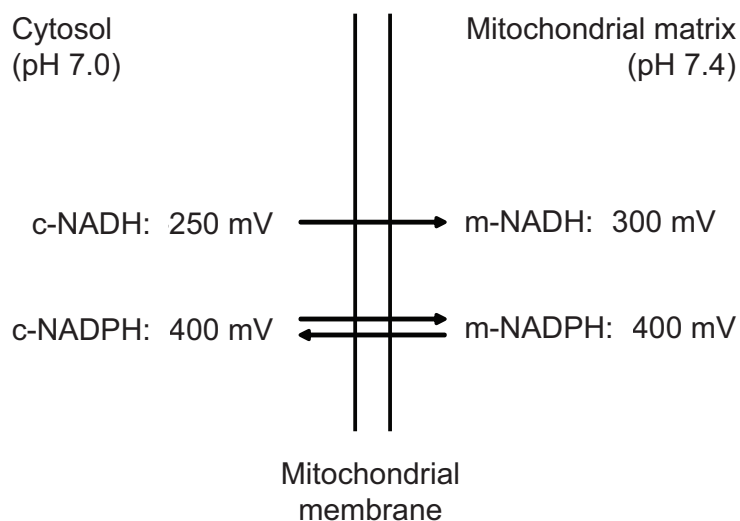 Cytosol
(pH 7.0)
Mitochondrial matrix
(pH 7.4)
c-NADH: 250 mV
m-NADH: 300 mV
c-NADPH: 400 mV
m-NADPH: 400 mV
Mitochondrial
membrane